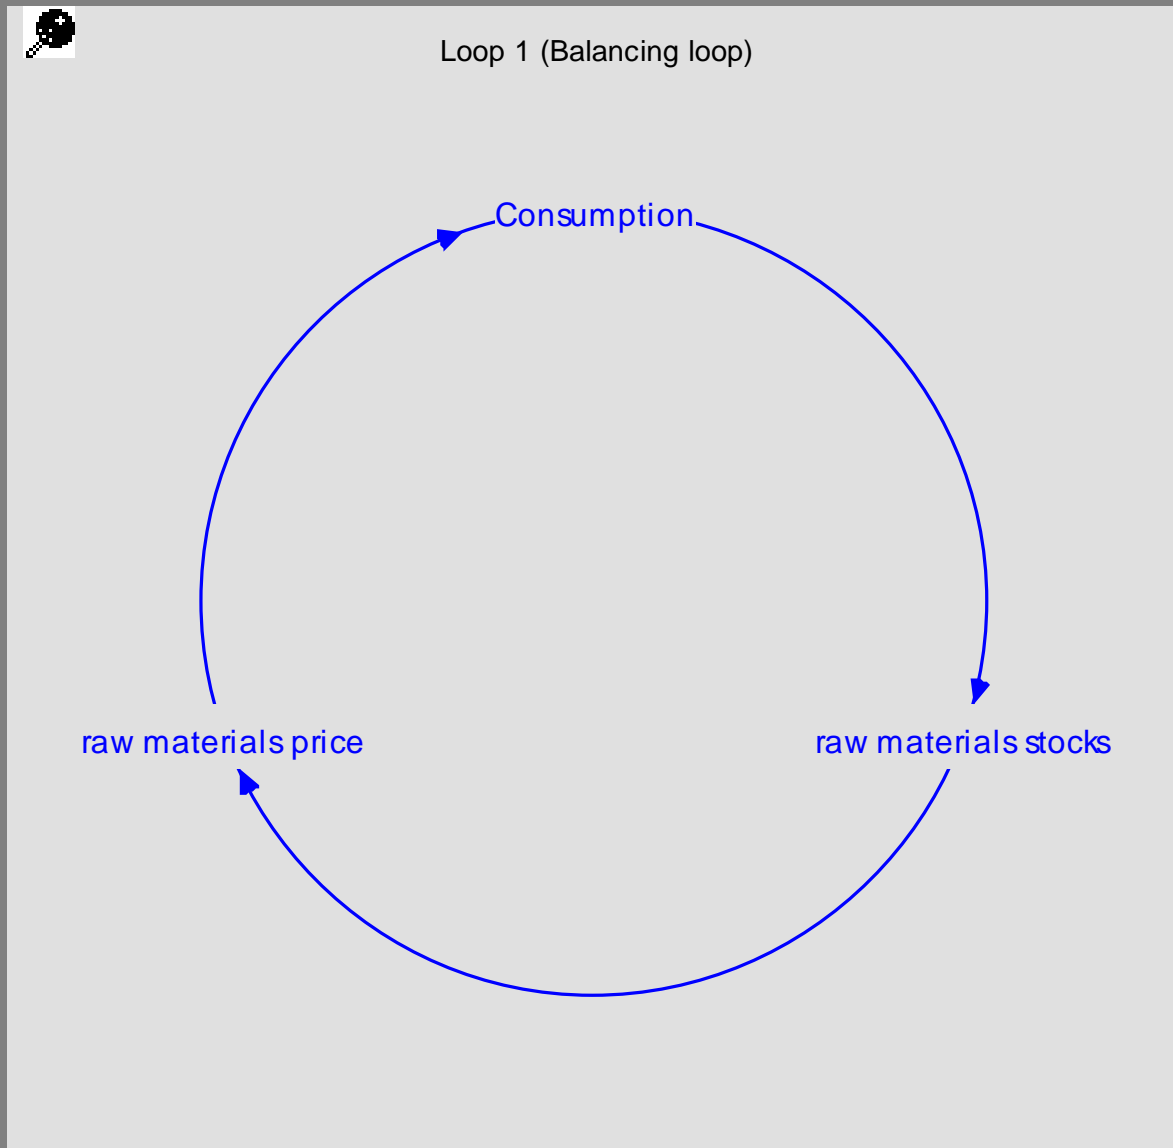 Loop 1 (Balancing loop)
Consumption
raw materials price
raw materials stocks